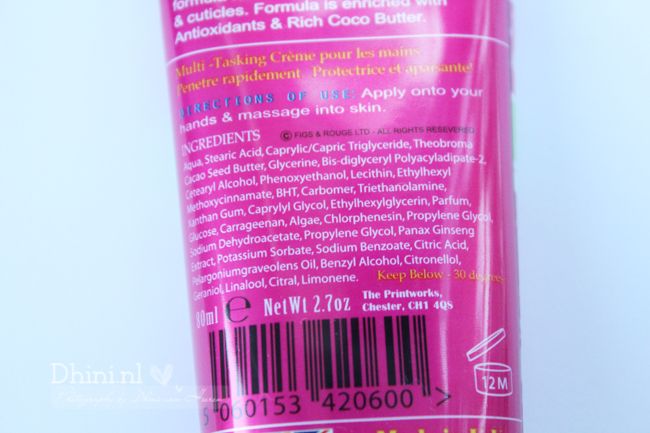 & cuticles. Formula is enriched with
Antioxidants & Rich Coco Butter.
Multi -Tasking Crème pour les mains
Penetre rapidement Protectrice et apaisante!
DIRECTIONS OF USE: Apply onto your
hands & massage into skin.
INGREDIENTS
© FIGS & ROUGE LTD - ALL RIGHTS RESEVERED
Aqua, Stearic Acid, Caprylic/Capric Triglyceride, Theobroma
Cacao Seed Butter, Glycerine, Bis-diglyceryl Polyacyladipate-2,
Cetearyl Alcohol, Phenoxyethanol, Lecithin, Ethylhexyl
Methoxycinnamate, BHT, Carbomer, Triethanolamine,
Xanthan Gum, Caprylyl Glycol, Ethylhexylglycerin, Parfum,
Glucose, Carrageenan, Algae, Chlorphenesin, Propylene Glycol,
Sodium Dehydroacetate, Propylene Glycol, Panax Ginseng
Extract, Potassium Sorbate, Sodium Benzoate, Citric Acid,
Pelargoniumgraveolens Oil, Benzyl Alcohol, Citronellol,
Geraniol, Linalool, Citral, Limonene. Keep Below - 30 degrees
80ml e NetWt 2.7oz
The Printworks,
Chester, CH1 4QS
12M
Dhini.nl
Photography by
5 060153 420600 >
Made in